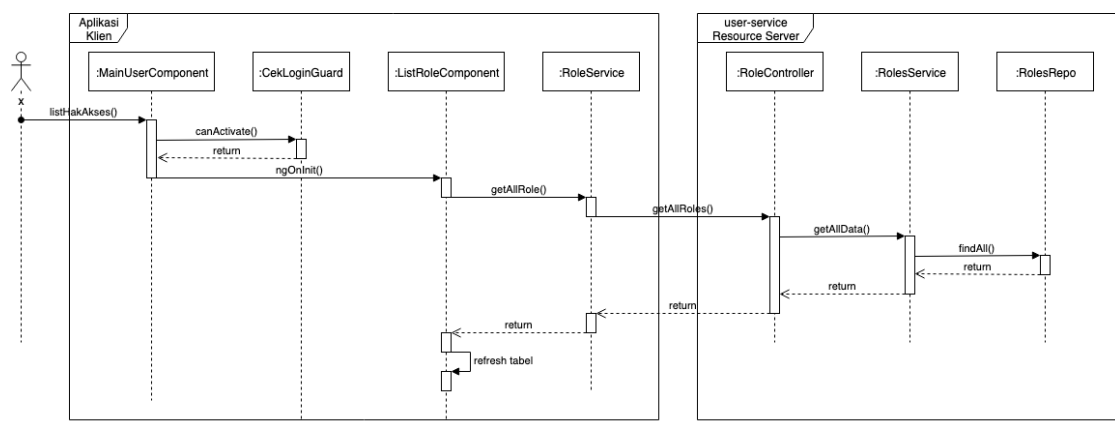 Aplikasi
Klien
user-service
Resource Server
:MainUserComponent
:CekLoginGuard
:ListRoleComponent
:RoleService
:RoleController
:RolesService
:RolesRepo
x
listHakAkses()
canActivate()
return
ngOnInit()
getAllRole()
getAllRoles()
getAllData()
findAll()
return
return
return
return
refresh tabel